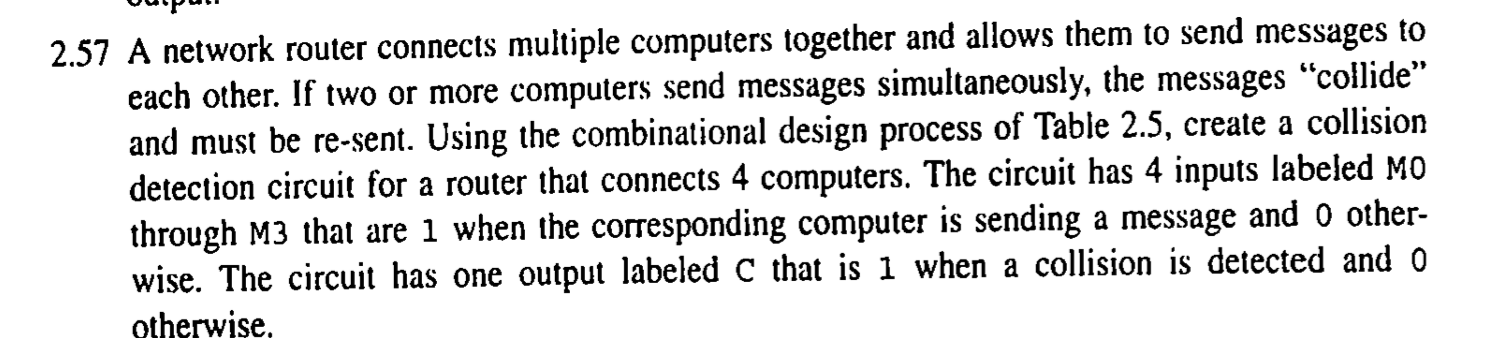 2.57 A network router connects multiple computers together and allows them to send messages to
each other. If two or more computers send messages simultaneously, the messages “collide”
and must be re-sent. Using the combinational design process of Table 2.5, create a collision
detection circuit for a router that connects 4 computers. The circuit has 4 inputs labeled M0
through M3 that are 1 when the corresponding computer is sending a message and 0 other-
wise. The circuit has one output labeled C that is 1 when a collision is detected and 0
otherwise.